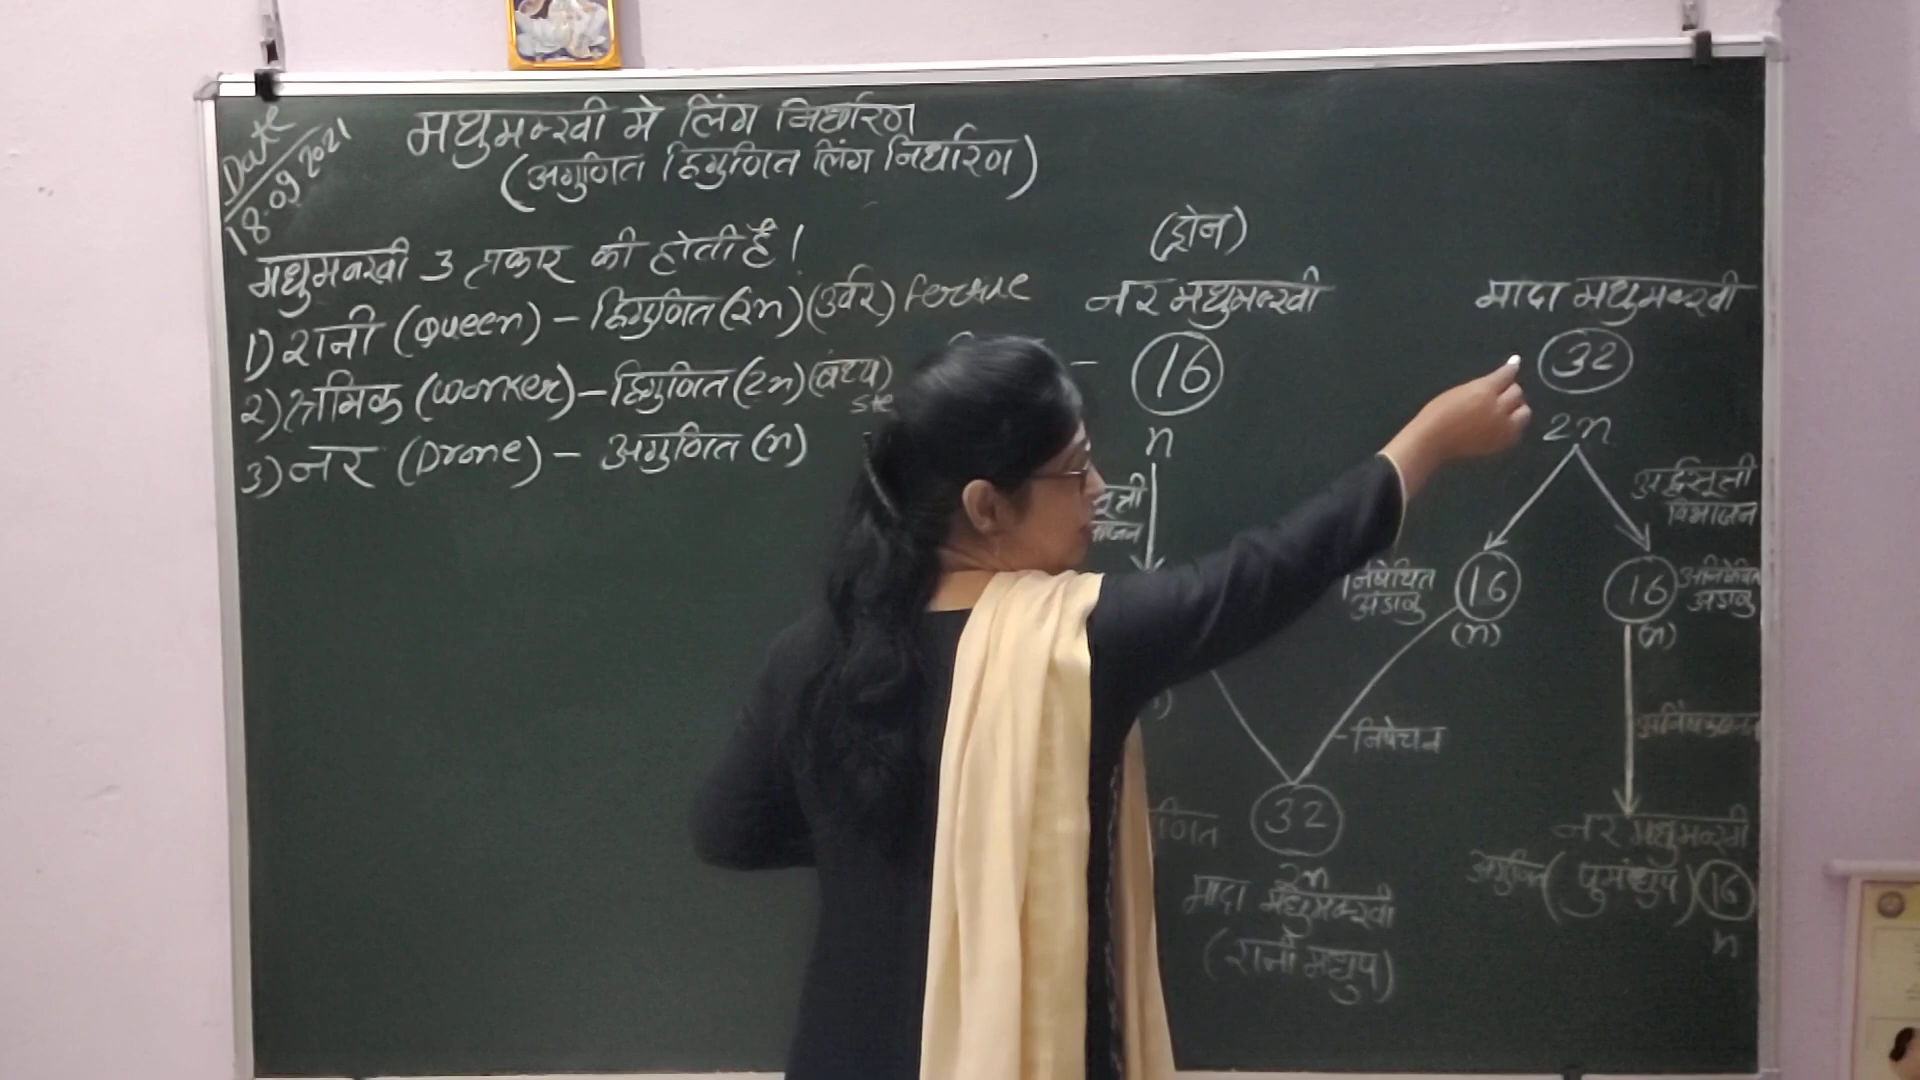 Date
18.09.2021
मधुमक्खी मे लिंग निर्धारण
(अगुणित द्विगुणित लिंग निर्धारण)
मधुमक्खी 3 प्रकार की होती है।
1) रानी (Queen) - द्विगुणित (2n) (उर्वर)
2) श्रमिक (worker) - द्विगुणित (2n) (बंध्य)
3) नर (Drone) - अगुणित (n)
(ड्रोन)
नर मधुमक्खी
16
n
मादा मधुमक्खी
32
2n
अर्द्धसूत्री
विभाजन
निषेचित
अंडाणु
16
(n)
16
(n)
अनिषेचित
अंडाणु
निषेचन
32
2n
मादा मधुमक्खी
(रानी मधुप)
नर मधुमक्खी
अगुणित (पुमंधुप) 16
n